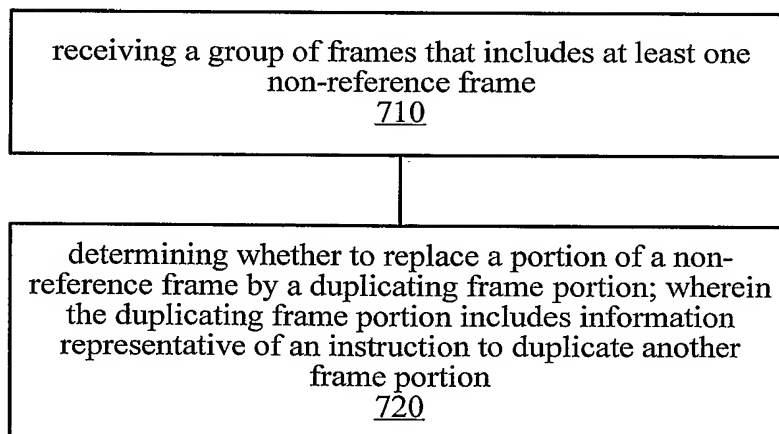 receiving a group of frames that includes at least one
non-reference frame
710
determining whether to replace a portion of a non-
reference frame by a duplicating frame portion; wherein
the duplicating frame portion includes information
representative of an instruction to duplicate another
frame portion
720